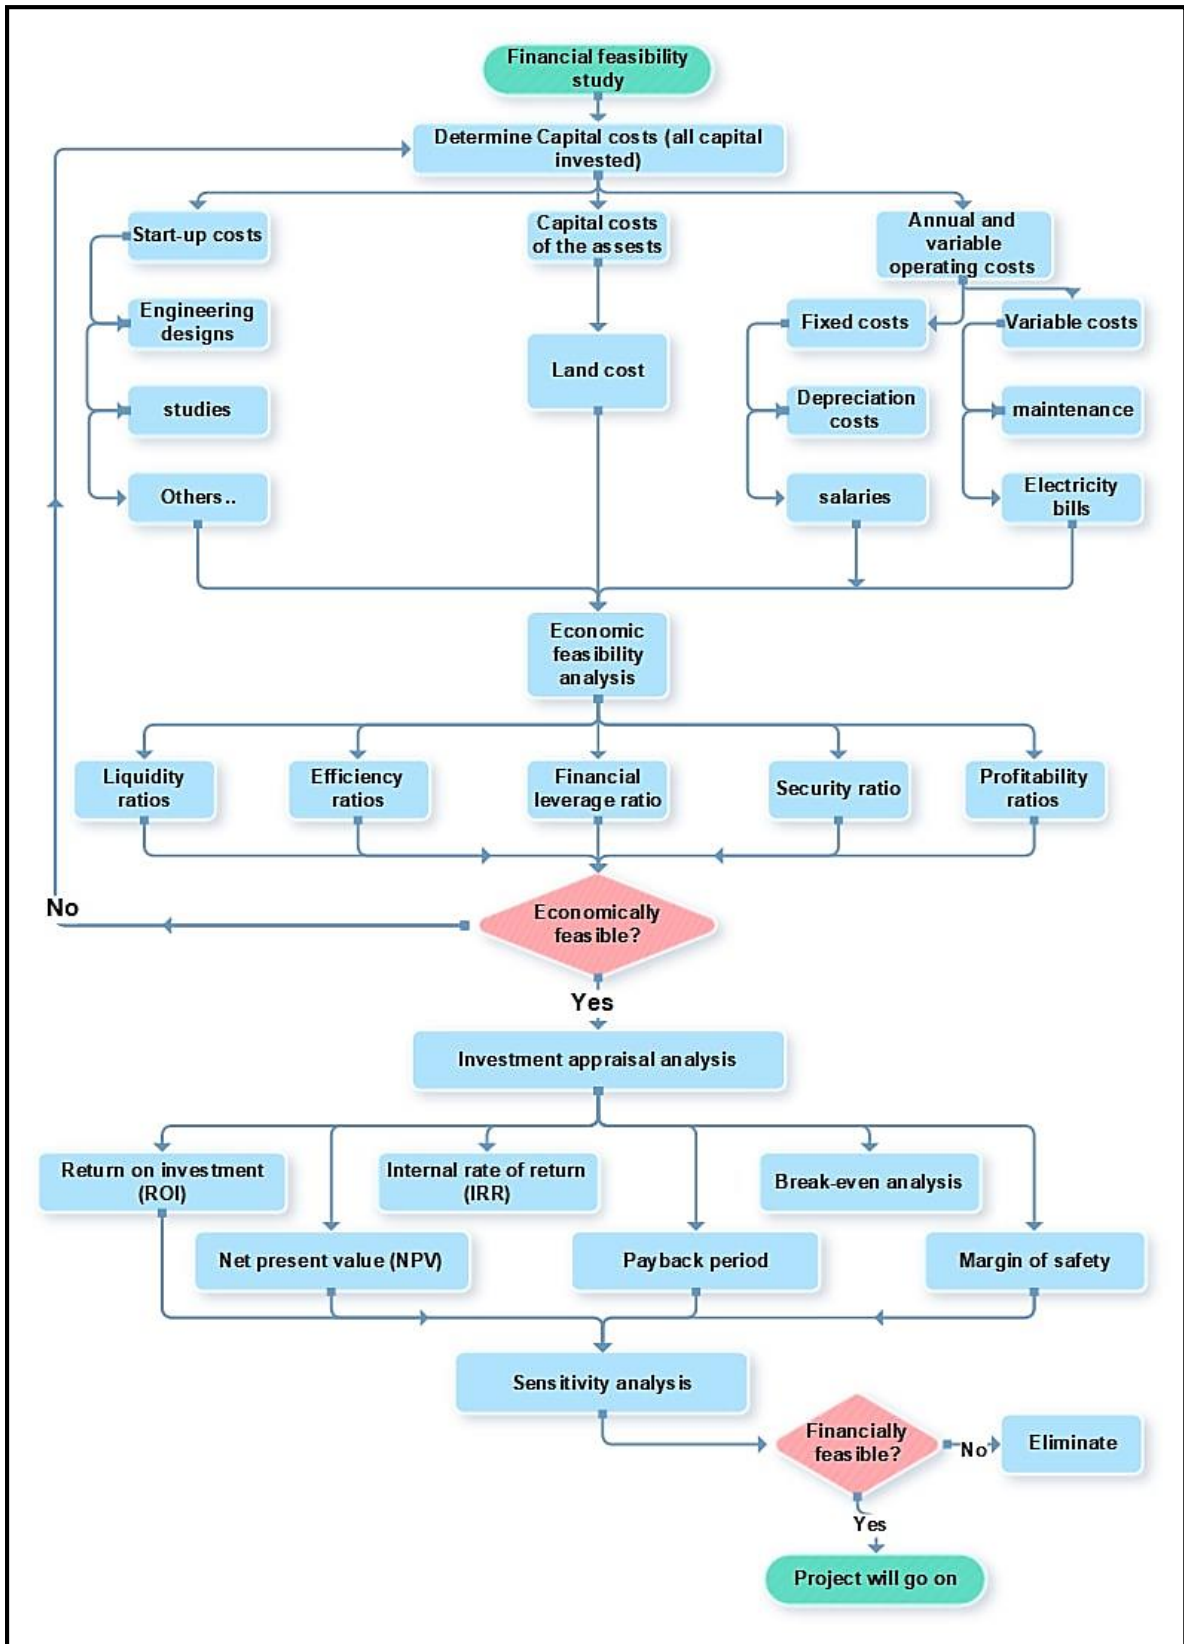 Financial feasibility
study
Determine Capital costs (all capital
invested)
Start-up costs
Capital costs
of the assests
Annual and
variable
operating costs
Engineering
designs
Land cost
Fixed costs
Variable costs
studies
Depreciation
costs
maintenance
Others..
salaries
Electricity
bills
Economic
feasibility
analysis
Liquidity
ratios
Efficiency
ratios
Financial
leverage ratio
Security ratio
Profitability
ratios
No
Economically
feasible?
Yes
Investment appraisal analysis
Return on investment
(ROI)
Internal rate of return
(IRR)
Break-even analysis
Net present value (NPV)
Payback period
Margin of safety
Sensitivity analysis
Financially
feasible?
No
Eliminate
Yes
Project will go on